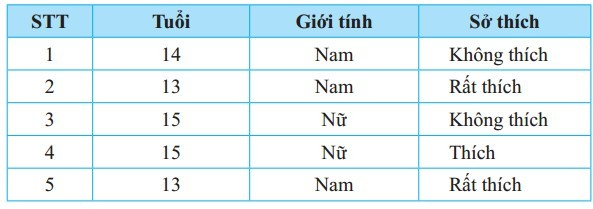 STT Tuổi Giới tính Sở thích
1 14 Nam Không thích
2 13 Nam Rất thích
3 15 Nữ Không thích
4 15 Nữ Thích
5 13 Nam Rất thích